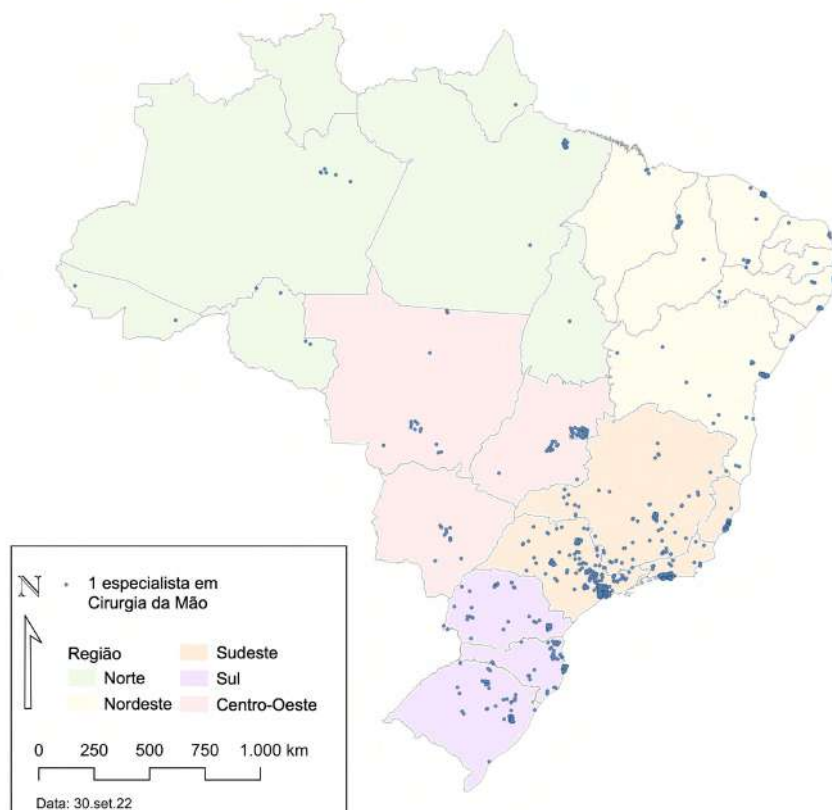 N
1 especialista em
Cirurgia da Mão
Região
Norte
Nordeste
Sudeste
Sul
Centro-Oeste
0 250 500 750 1.000 km
Data: 30.set.22